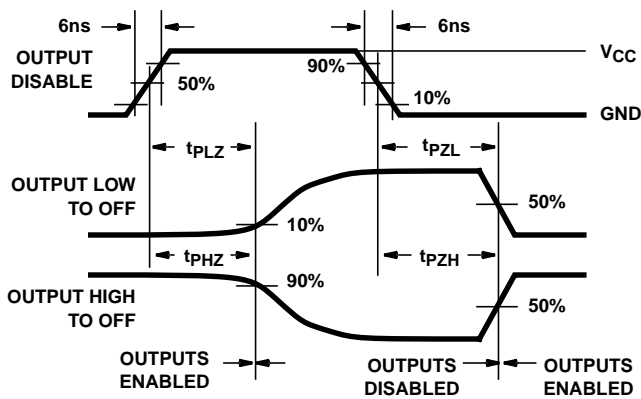 6ns
6ns
OUTPUT
DISABLE
50%
90%
10%
VCC
GND
tPLZ
tPZL
OUTPUT LOW
TO OFF
10%
50%
tPHZ
tPZH
90%
OUTPUT HIGH
TO OFF
50%
OUTPUTS
ENABLED
OUTPUTS
DISABLED
OUTPUTS
ENABLED